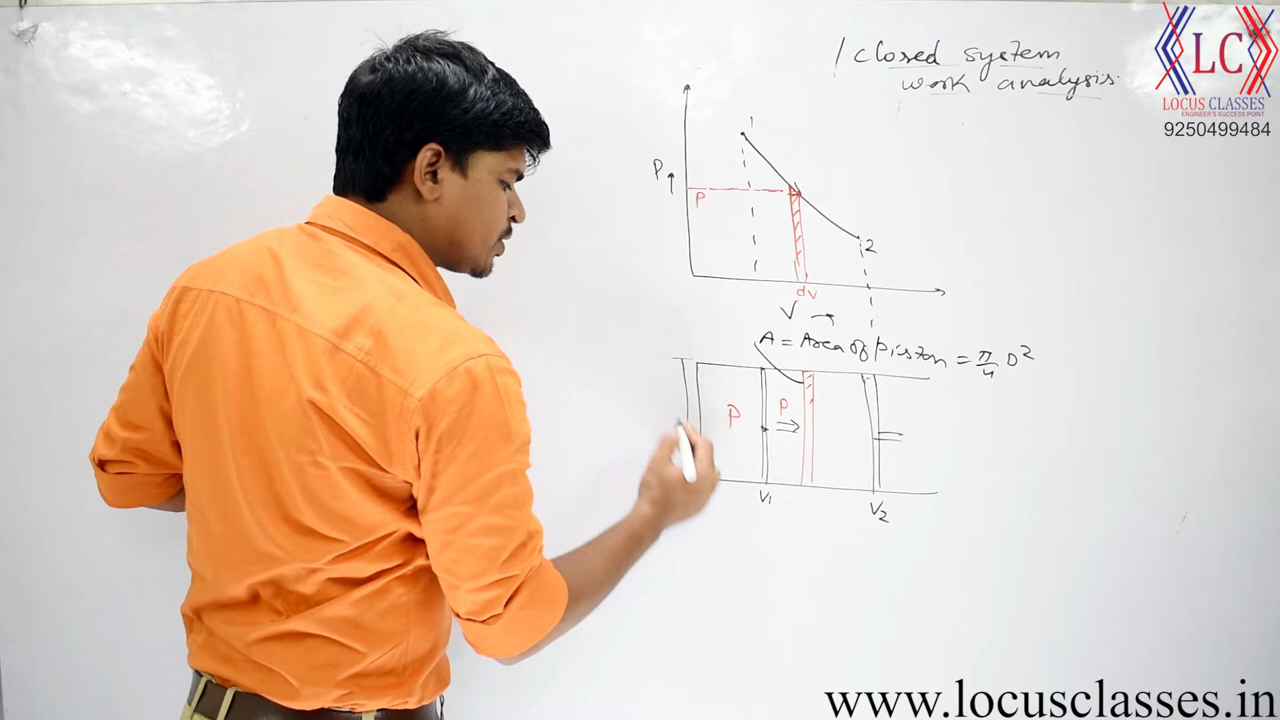 / closed system
work analysis.
LC
LOCUS CLASSES
ENGINEER'S SUCCESS POINT
9250499484
1
P
P
2
dv
V →
A = Area of piston = π/4 D²
P
P
V1
V2
www.locusclasses.in